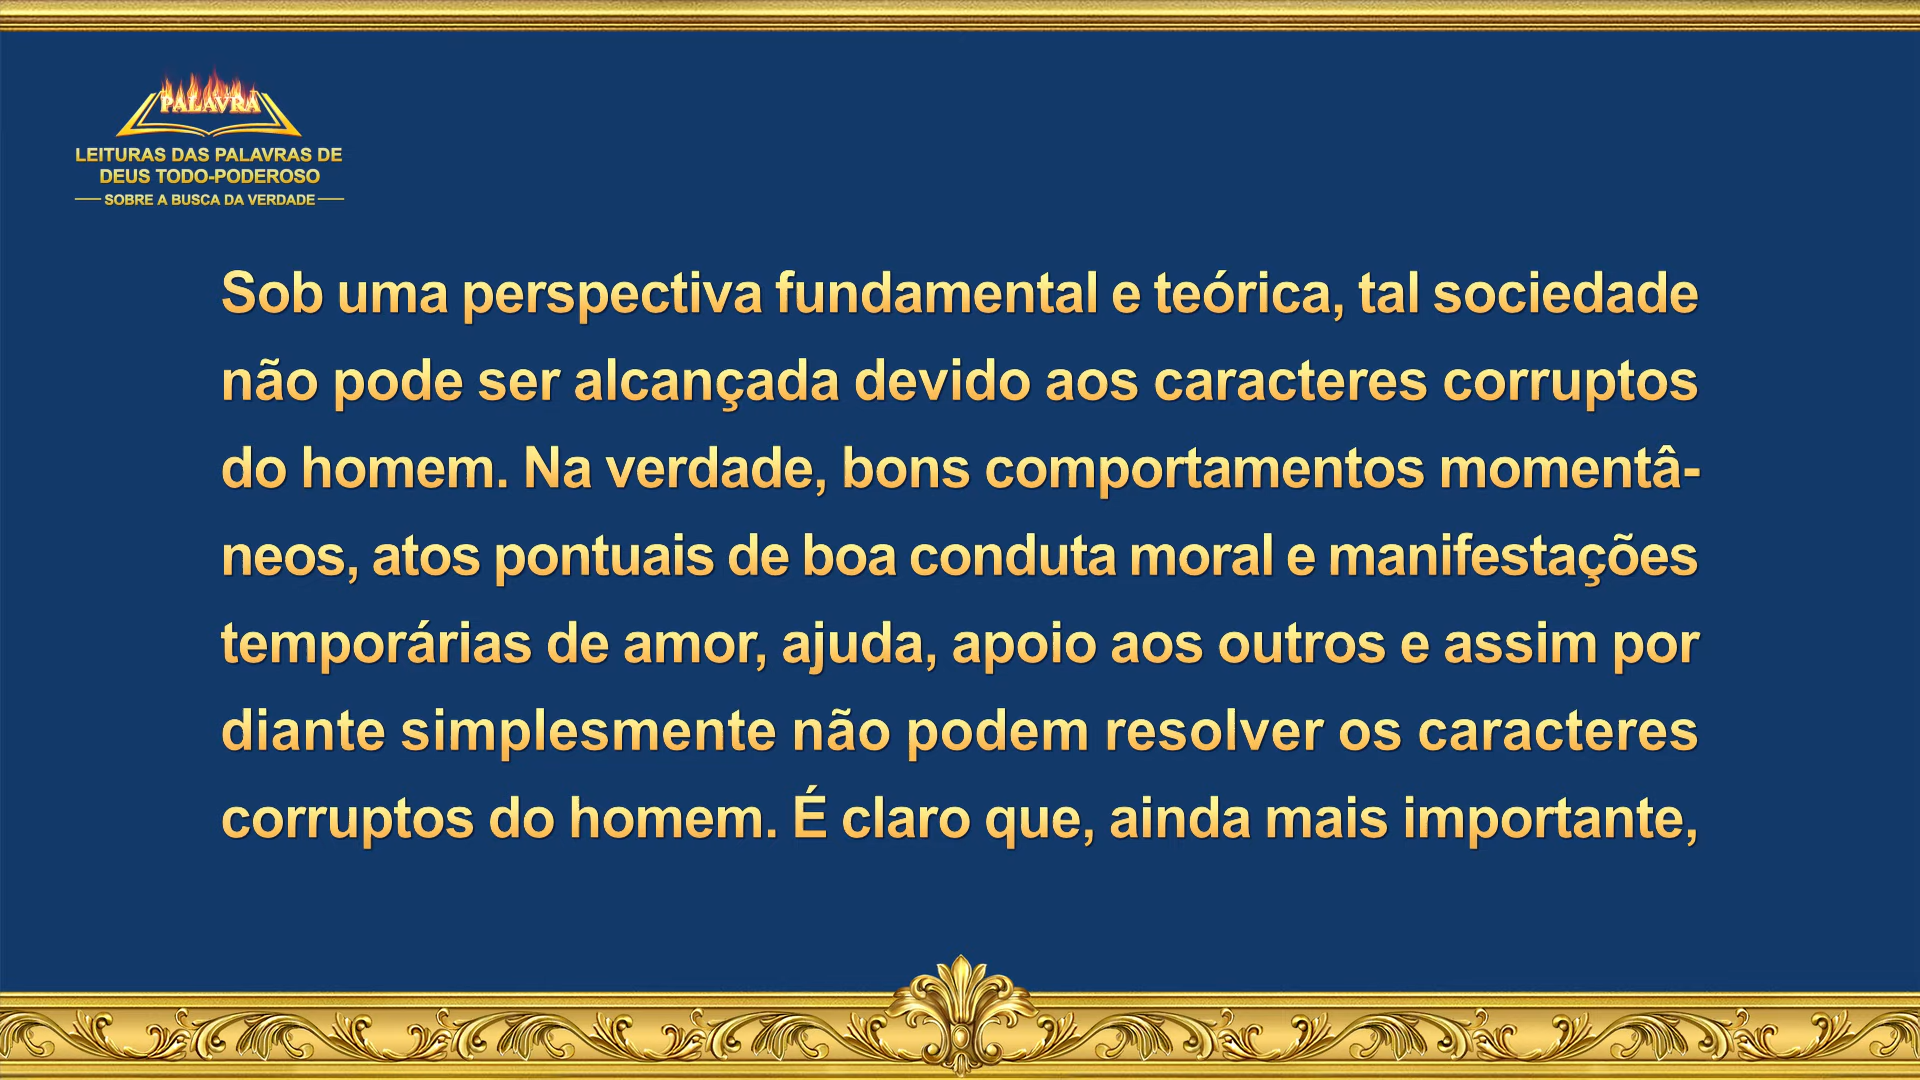 PALAVRA
LEITURAS DAS PALAVRAS DE
DEUS TODO-PODEROSO
SOBRE A BUSCA DA VERDADE
Sob uma perspectiva fundamental e teórica, tal sociedade
não pode ser alcançada devido aos caracteres corruptos
do homem. Na verdade, bons comportamentos momentâ-
neos, atos pontuais de boa conduta moral e manifestações
temporárias de amor, ajuda, apoio aos outros e assim por
diante simplesmente não podem resolver os caracteres
corruptos do homem. É claro que, ainda mais importante,